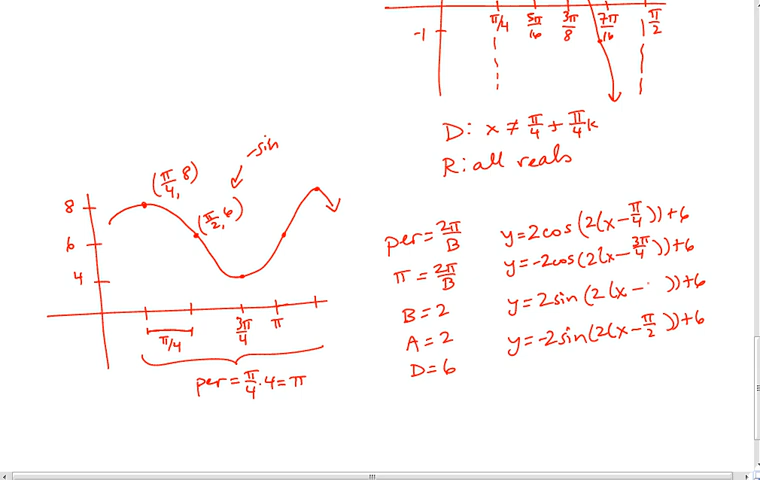 -1
π/4 5π/16 3π/8 7π/16 π/2
D: x ≠ π/4 + π/4 k
R: all reals
-sin
(π/4, 8)
(π/2, 6)
8
6
4
π/4 3π/4 π
per = π/4 · 4 = π
per = 2π/B
π = 2π/B
B = 2
A = 2
D = 6
y = 2cos(2(x - π/4)) + 6
y = -2cos(2(x - 3π/4)) + 6
y = 2sin(2(x - )) + 6
y = -2sin(2(x - π/2)) + 6